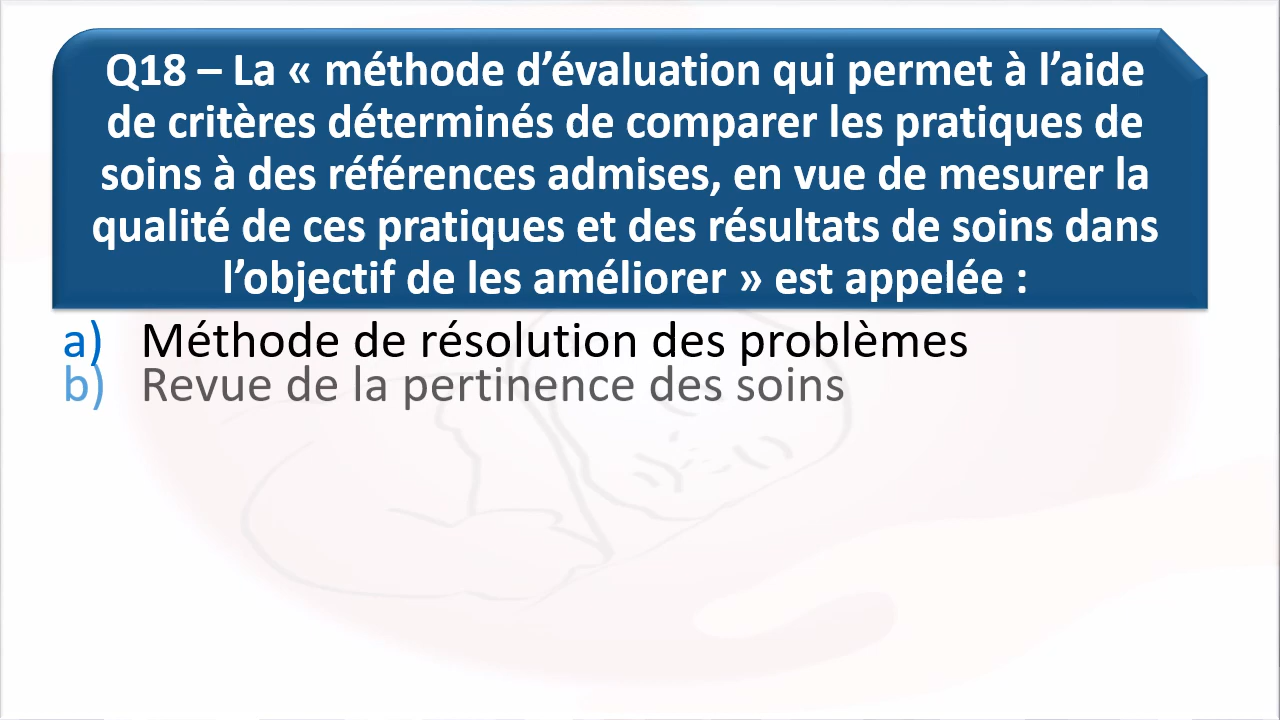 Q18 – La « méthode d’évaluation qui permet à l’aide
de critères déterminés de comparer les pratiques de
soins à des références admises, en vue de mesurer la
qualité de ces pratiques et des résultats de soins dans
l’objectif de les améliorer » est appelée :
a) Méthode de résolution des problèmes
b) Revue de la pertinence des soins